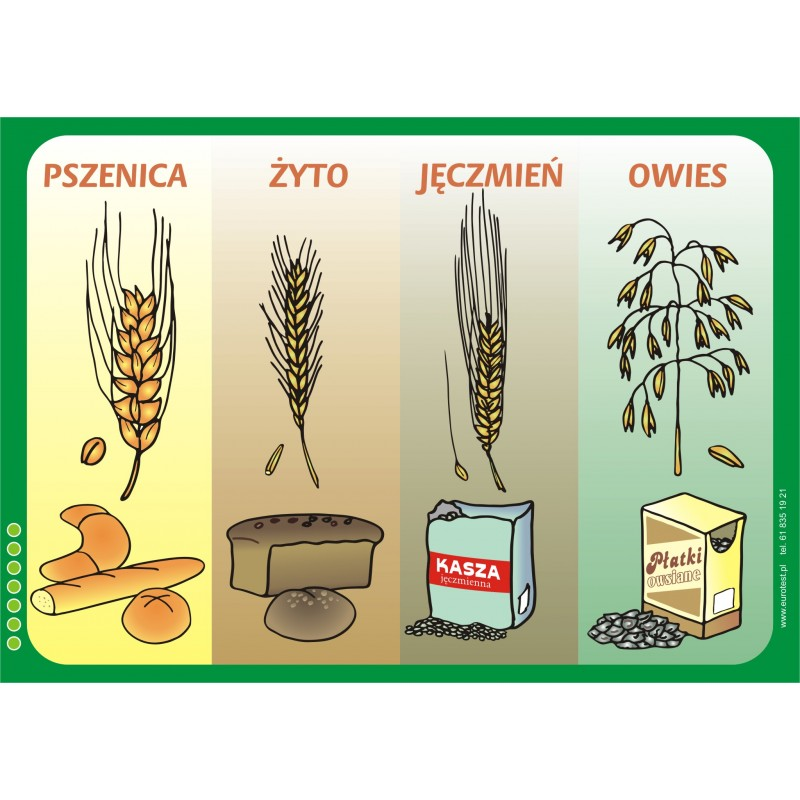 PSZENICA
ŻYTO
JĘCZMIEŃ
OWIES
KASZA
jęczmienna
Płatki
owsiane
www.eurotest.pl tel. 61 835 19 21